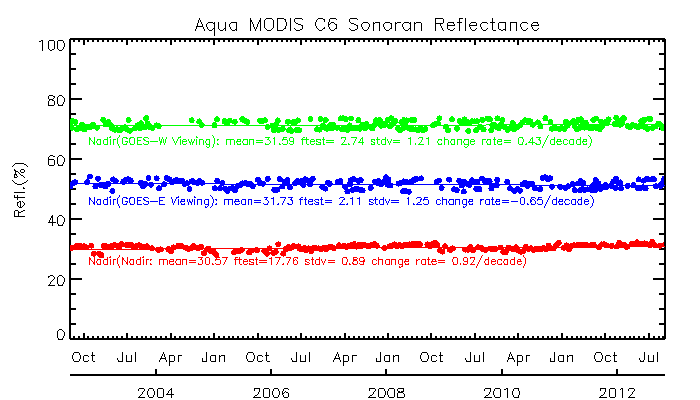 Aqua MODIS C6 Sonoran Reflectance
100
80
60
40
20
0
Refl.(%)
Nadir(GOES-W Viewing): mean=31.59 ftest= 2.74 stdv= 1.21 change rate= 0.43/decade)
Nadir(GOES-E Viewing): mean=31.73 ftest= 2.11 stdv= 1.25 change rate=-0.65/decade)
Nadir(Nadir: mean=30.57 ftest=17.76 stdv= 0.89 change rate= 0.92/decade)
Oct Jul Apr Jan Oct Jul Apr Jan Oct Jul Apr Jan Oct Jul
2004 2006 2008 2010 2012